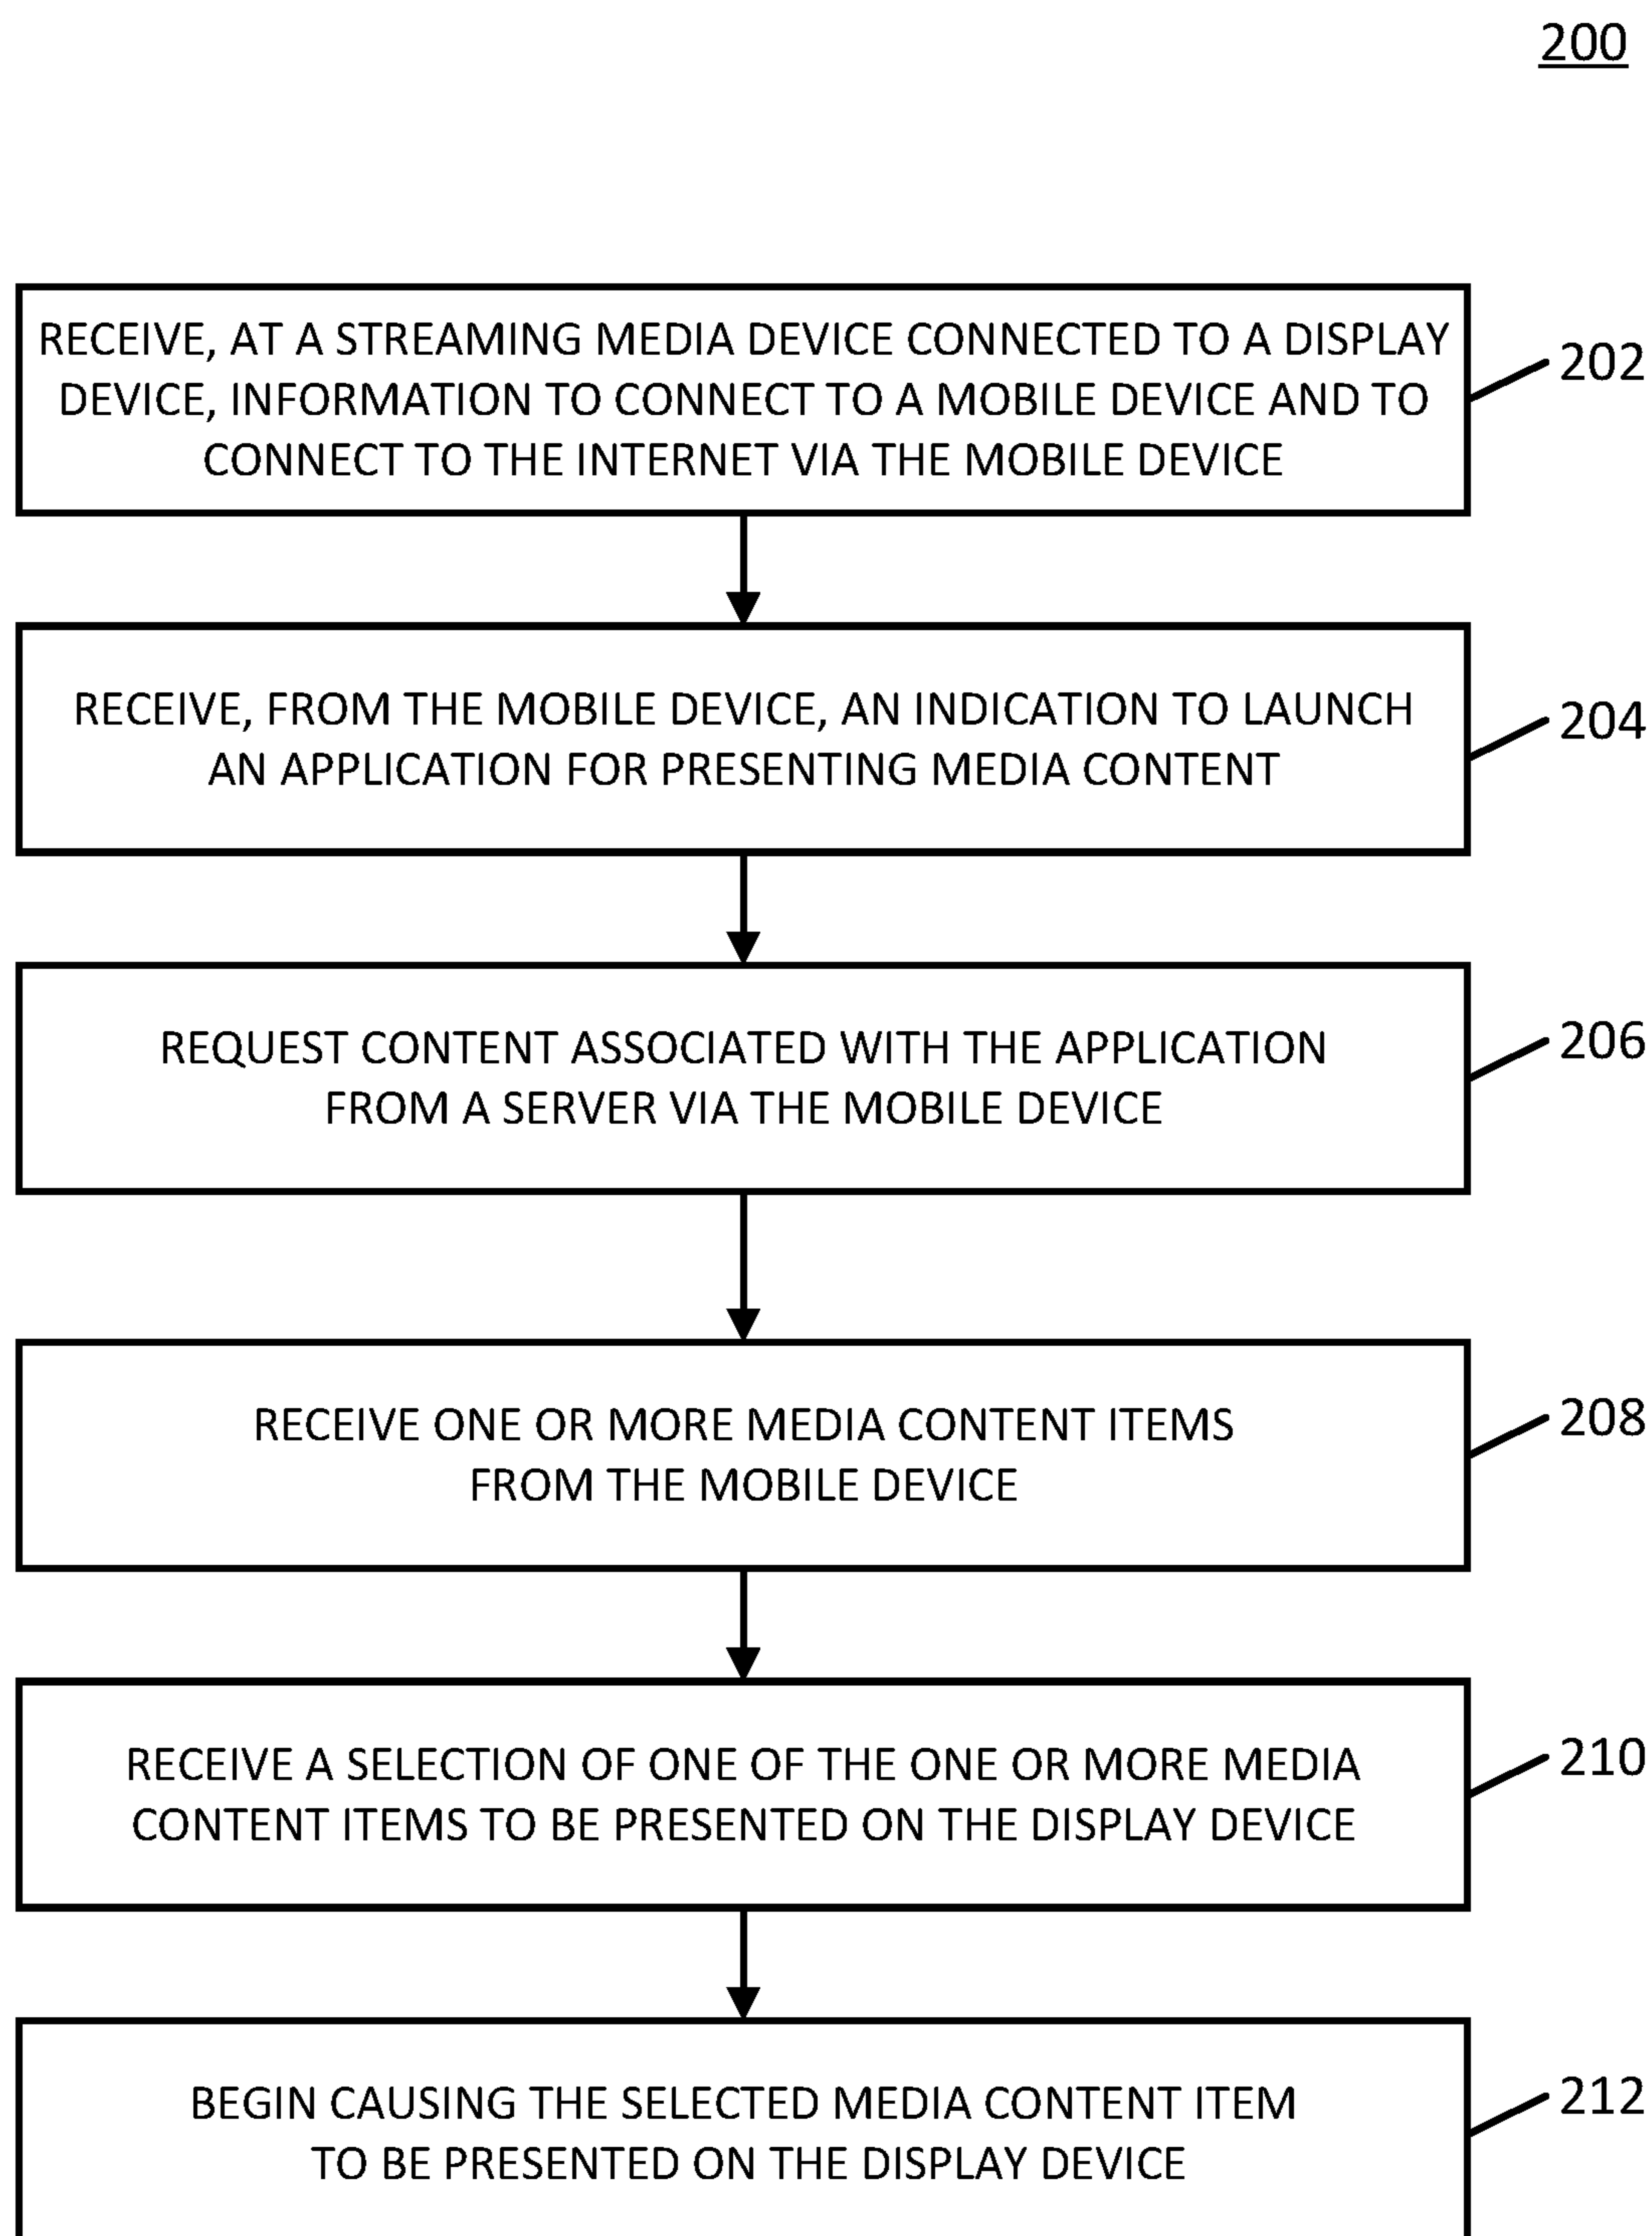 200
RECEIVE, AT A STREAMING MEDIA DEVICE CONNECTED TO A DISPLAY
DEVICE, INFORMATION TO CONNECT TO A MOBILE DEVICE AND TO
CONNECT TO THE INTERNET VIA THE MOBILE DEVICE
202
RECEIVE, FROM THE MOBILE DEVICE, AN INDICATION TO LAUNCH
AN APPLICATION FOR PRESENTING MEDIA CONTENT
204
REQUEST CONTENT ASSOCIATED WITH THE APPLICATION
FROM A SERVER VIA THE MOBILE DEVICE
206
RECEIVE ONE OR MORE MEDIA CONTENT ITEMS
FROM THE MOBILE DEVICE
208
RECEIVE A SELECTION OF ONE OF THE ONE OR MORE MEDIA
CONTENT ITEMS TO BE PRESENTED ON THE DISPLAY DEVICE
210
BEGIN CAUSING THE SELECTED MEDIA CONTENT ITEM
TO BE PRESENTED ON THE DISPLAY DEVICE
212